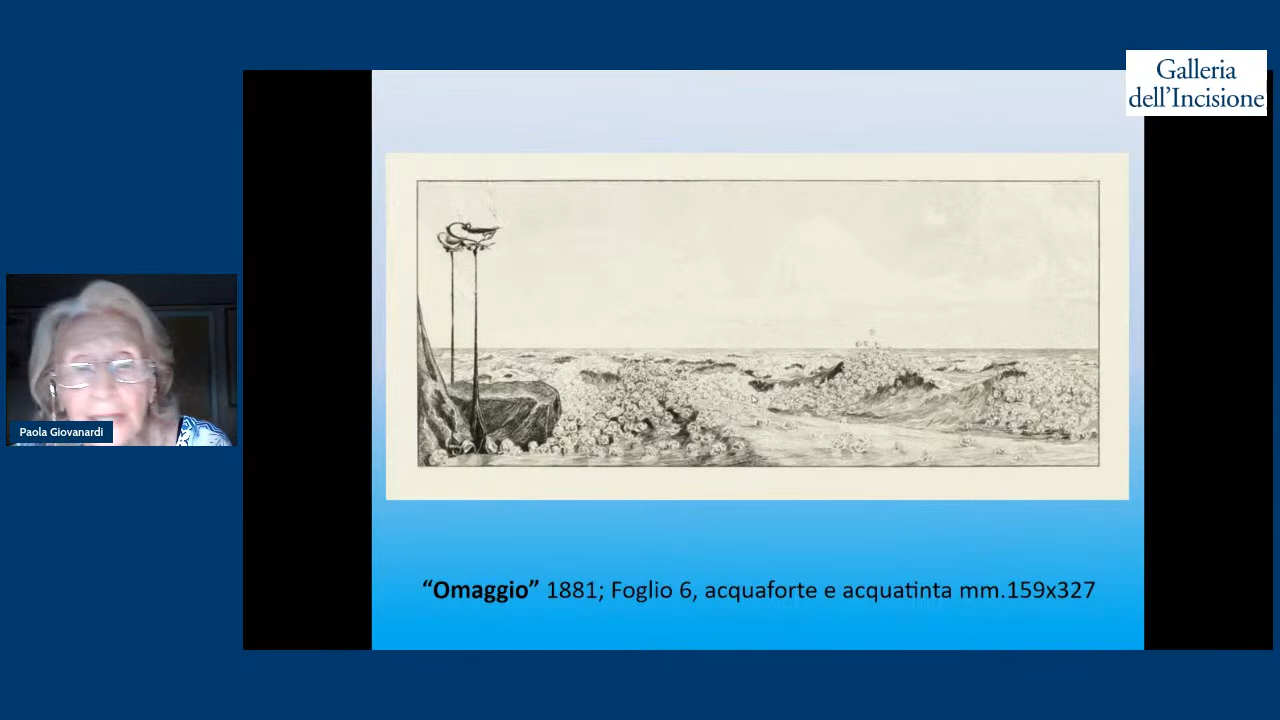 Galleria
dell'Incisione
Paola Giovanardi
“Omaggio” 1881; Foglio 6, acquaforte e acquatinta mm.159x327